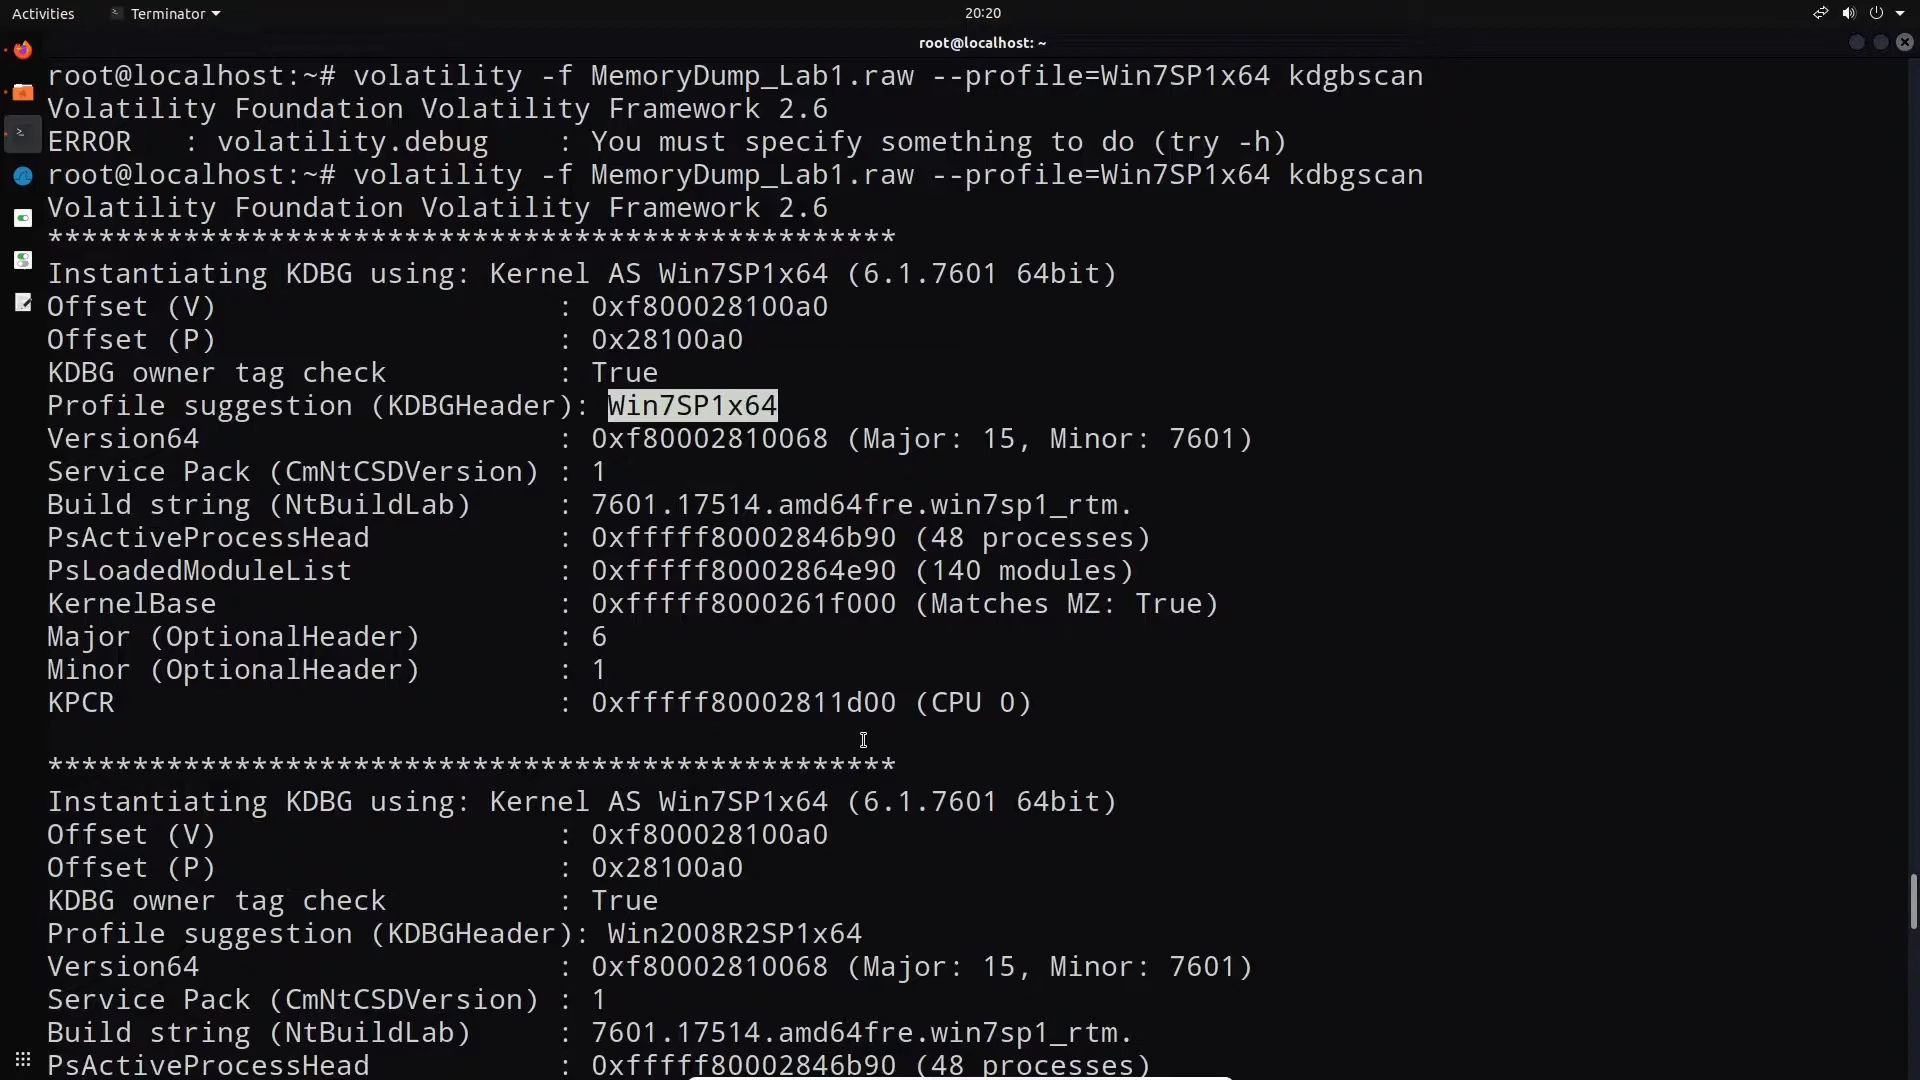 Activities
Terminator
20:20
root@localhost: ~
root@localhost:~# volatility -f MemoryDump_Lab1.raw --profile=Win7SP1x64 kdgbscan
Volatility Foundation Volatility Framework 2.6
ERROR   : volatility.debug    : You must specify something to do (try -h)
root@localhost:~# volatility -f MemoryDump_Lab1.raw --profile=Win7SP1x64 kdbgscan
Volatility Foundation Volatility Framework 2.6
**************************************************
Instantiating KDBG using: Kernel AS Win7SP1x64 (6.1.7601 64bit)
Offset (V)                    : 0xf800028100a0
Offset (P)                    : 0x28100a0
KDBG owner tag check          : True
Profile suggestion (KDBGHeader): Win7SP1x64
Version64                     : 0xf80002810068 (Major: 15, Minor: 7601)
Service Pack (CmNtCSDVersion) : 1
Build string (NtBuildLab)     : 7601.17514.amd64fre.win7sp1_rtm.
PsActiveProcessHead           : 0xfffff80002846b90 (48 processes)
PsLoadedModuleList            : 0xfffff80002864e90 (140 modules)
KernelBase                    : 0xfffff8000261f000 (Matches MZ: True)
Major (OptionalHeader)        : 6
Minor (OptionalHeader)        : 1
KPCR                          : 0xfffff80002811d00 (CPU 0)
**************************************************
Instantiating KDBG using: Kernel AS Win7SP1x64 (6.1.7601 64bit)
Offset (V)                    : 0xf800028100a0
Offset (P)                    : 0x28100a0
KDBG owner tag check          : True
Profile suggestion (KDBGHeader): Win2008R2SP1x64
Version64                     : 0xf80002810068 (Major: 15, Minor: 7601)
Service Pack (CmNtCSDVersion) : 1
Build string (NtBuildLab)     : 7601.17514.amd64fre.win7sp1_rtm.
PsActiveProcessHead           : 0xfffff80002846b90 (48 processes)